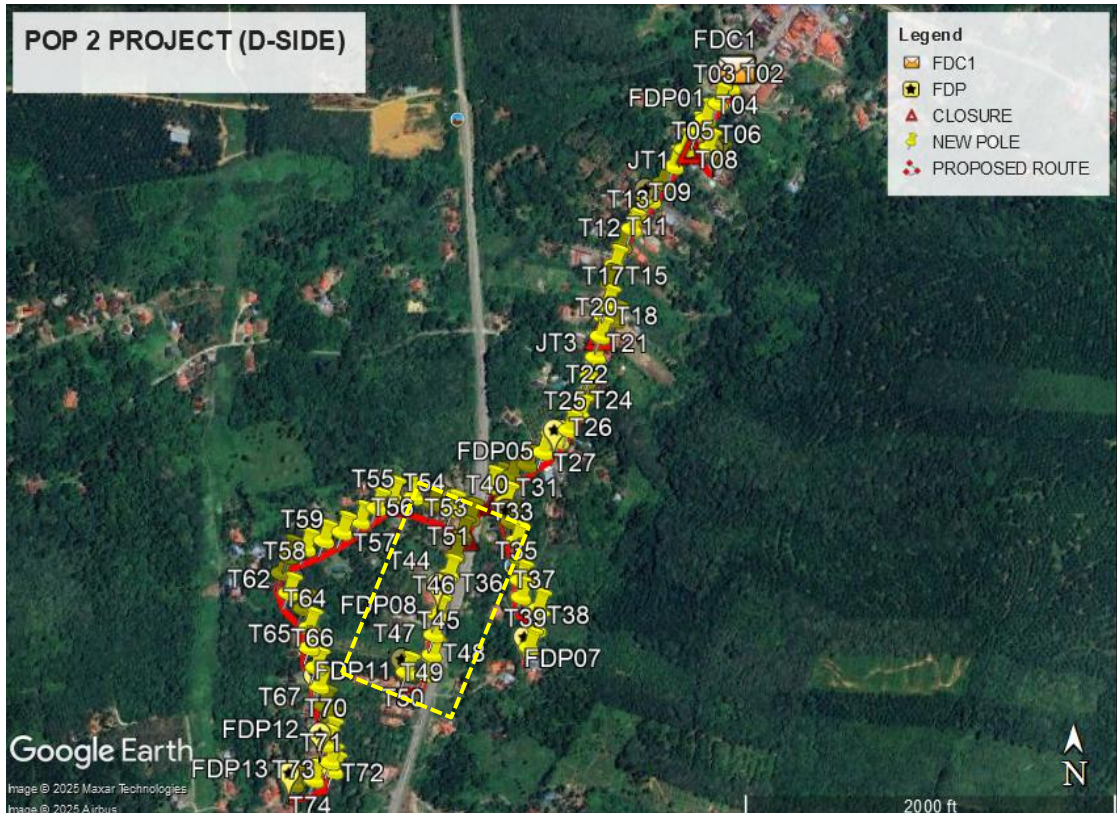 POP 2 PROJECT (D-SIDE)
Legend
FDC1
FDP
CLOSURE
NEW POLE
PROPOSED ROUTE
FDC1
T03 T02
FDP01 T04
T05 T06
JT1 T08
T09
T13
T12 T11
T17 T15
T20 T18
JT3 T21
T22
T25 T24
T26
FDP05 T27
T55 T54 T40 T31
T56 T53 T33
T59 T51 T35
T58 T57 T44
T62 T46 T36 T37
T64 FDP08 T38
T65 T45 T39
T66 T47 FDP07
FDP11 T49 T48
T67 T50
T70
FDP12 T71
FDP13 T73 T72
T74
Google Earth
Image © 2025 Maxar Technologies
Image © 2025 Airbus
N
2000 ft